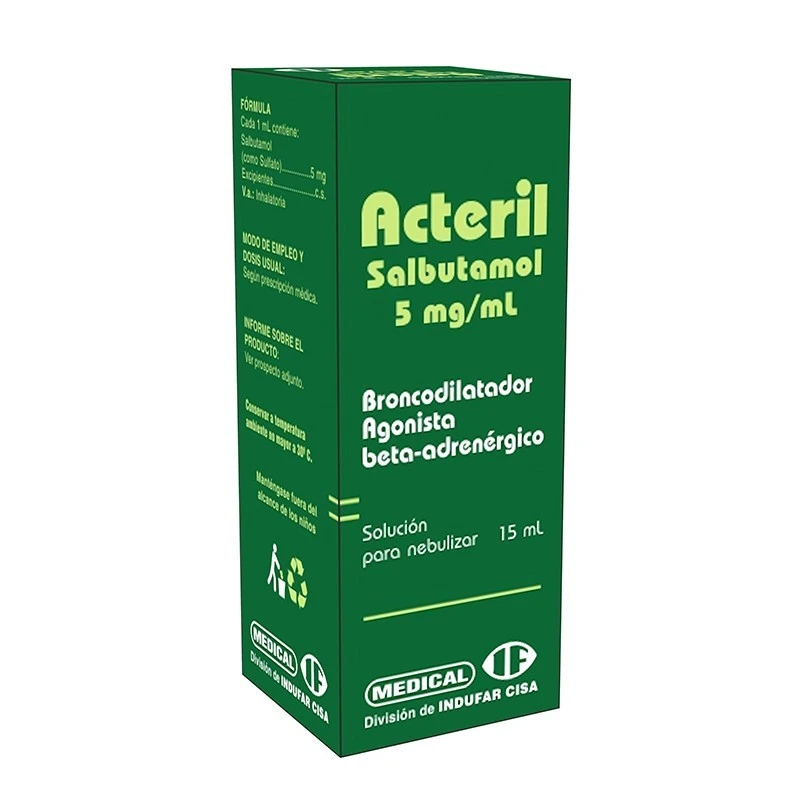 FÓRMULA
Cada 1 mL contiene:
Salbutamol
(como Sulfato)............5 mg
Excipientes................c.s.
V.a.: Inhalatoria
MODO DE EMPLEO Y
DOSIS USUAL:
Según prescripción médica.
INFORME SOBRE EL
PRODUCTO:
Ver prospecto adjunto.
Conservar a temperatura
ambiente no mayor a 30º C.
Manténgase fuera del
alcance de los niños
MEDICAL IF
División de INDUFAR CISA
Acteril
Salbutamol
5 mg/mL
Broncodilatador
Agonista
beta-adrenérgico
Solución
para nebulizar 15 mL
MEDICAL IF
División de INDUFAR CISA